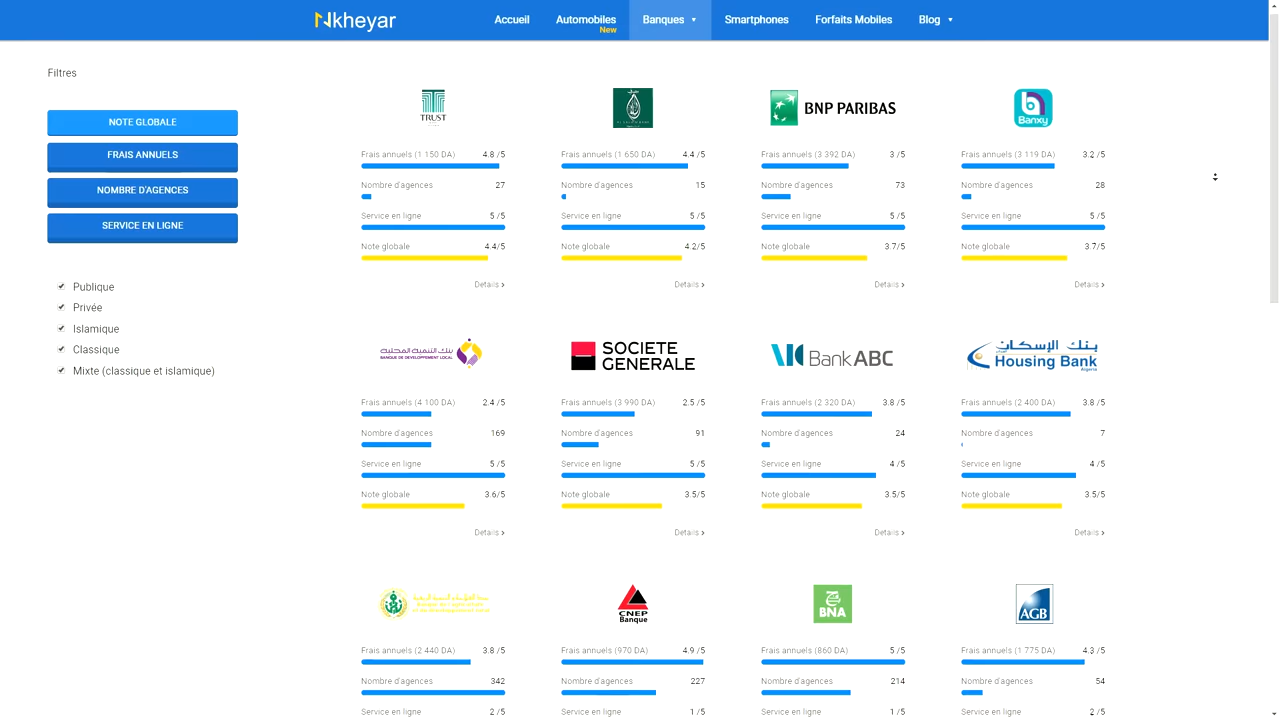 Nkheyar
Accueil
Automobiles
New
Banques
Smartphones
Forfaits Mobiles
Blog
Filtres
NOTE GLOBALE
FRAIS ANNUELS
NOMBRE D'AGENCES
SERVICE EN LIGNE
Publique
Privée
Islamique
Classique
Mixte (classique et islamique)
TRUST
BNP PARIBAS
Banxy
Frais annuels (1 150 DA) 4.8 /5
Nombre d'agences 27
Service en ligne 5 /5
Note globale 4.4/5
Details >
Frais annuels (1 650 DA) 4.4 /5
Nombre d'agences 15
Service en ligne 5 /5
Note globale 4.2/5
Details >
Frais annuels (3 392 DA) 3 /5
Nombre d'agences 73
Service en ligne 5 /5
Note globale 3.7/5
Details >
Frais annuels (3 119 DA) 3.2 /5
Nombre d'agences 28
Service en ligne 5 /5
Note globale 3.7/5
Details >
بنك التنمية المحلية
BANQUE DE DEVELOPPEMENT LOCAL
Frais annuels (4 100 DA) 2.4 /5
Nombre d'agences 169
Service en ligne 5 /5
Note globale 3.6/5
Details >
SOCIETE
GENERALE
Frais annuels (3 990 DA) 2.5 /5
Nombre d'agences 91
Service en ligne 5 /5
Note globale 3.5/5
Details >
Bank ABC
Frais annuels (2 320 DA) 3.8 /5
Nombre d'agences 24
Service en ligne 4 /5
Note globale 3.5/5
Details >
بنك الإسكان
Housing Bank
Algeria
Frais annuels (2 400 DA) 3.8 /5
Nombre d'agences 7
Service en ligne 4 /5
Note globale 3.5/5
Details >
Frais annuels (2 440 DA) 3.8 /5
Nombre d'agences 342
Service en ligne 2 /5
CNEP
Banque
Frais annuels (970 DA) 4.9 /5
Nombre d'agences 227
Service en ligne 1 /5
BNA
Frais annuels (860 DA) 5 /5
Nombre d'agences 214
Service en ligne 1 /5
AGB
Frais annuels (1 775 DA) 4.3 /5
Nombre d'agences 54
Service en ligne 2 /5